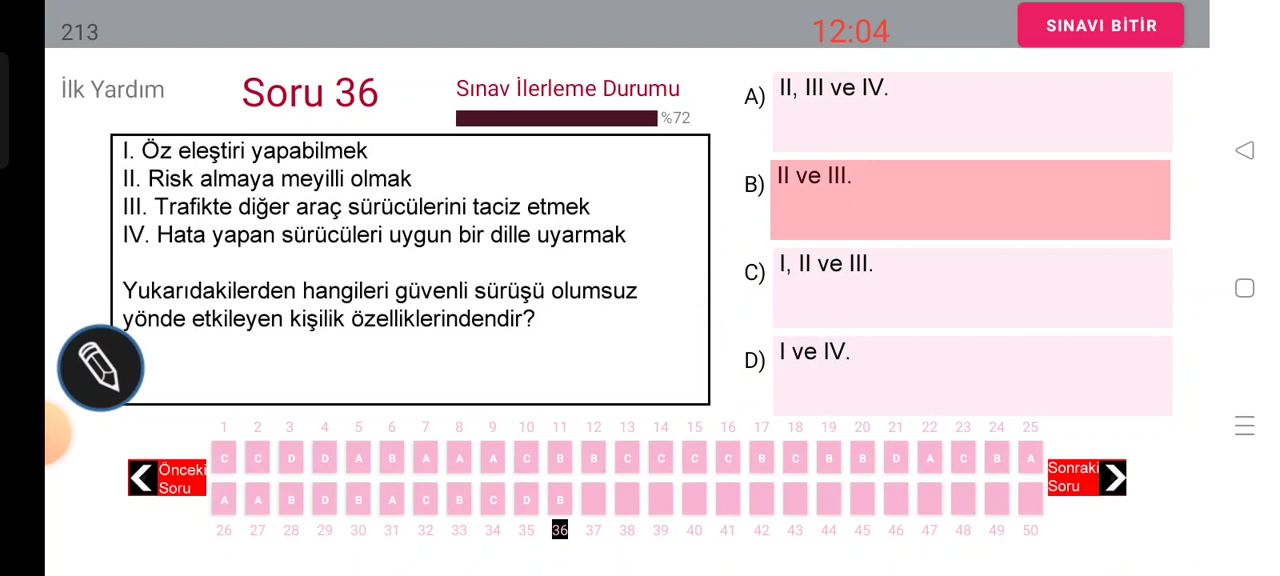 213
12:04
SINAVI BİTİR
İlk Yardım
Soru 36
Sınav İlerleme Durumu
%72
I. Öz eleştiri yapabilmek
II. Risk almaya meyilli olmak
III. Trafikte diğer araç sürücülerini taciz etmek
IV. Hata yapan sürücüleri uygun bir dille uyarmak
Yukarıdakilerden hangileri güvenli sürüşü olumsuz
yönde etkileyen kişilik özelliklerindendir?
A) II, III ve IV.
B) II ve III.
C) I, II ve III.
D) I ve IV.
1 2 3 4 5 6 7 8 9 10 11 12 13 14 15 16 17 18 19 20 21 22 23 24 25
C C D D A B A A A C B B C C C C B C B B D A C B A
A A B D B A C B C D B
26 27 28 29 30 31 32 33 34 35 36 37 38 39 40 41 42 43 44 45 46 47 48 49 50
Önceki
Soru
Sonraki
Soru